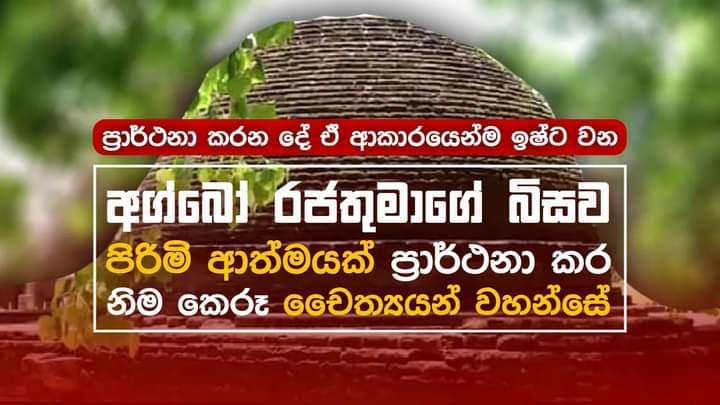 ප්‍රාර්ථනා කරන දේ ඒ ආකාරයෙන්ම ඉෂ්ට වන
අග්බෝ රජතුමාගේ බිසව
පිරිමි ආත්මයක් ප්‍රාර්ථනා කර
නිම කෙරූ චෛත්‍යයන් වහන්සේ